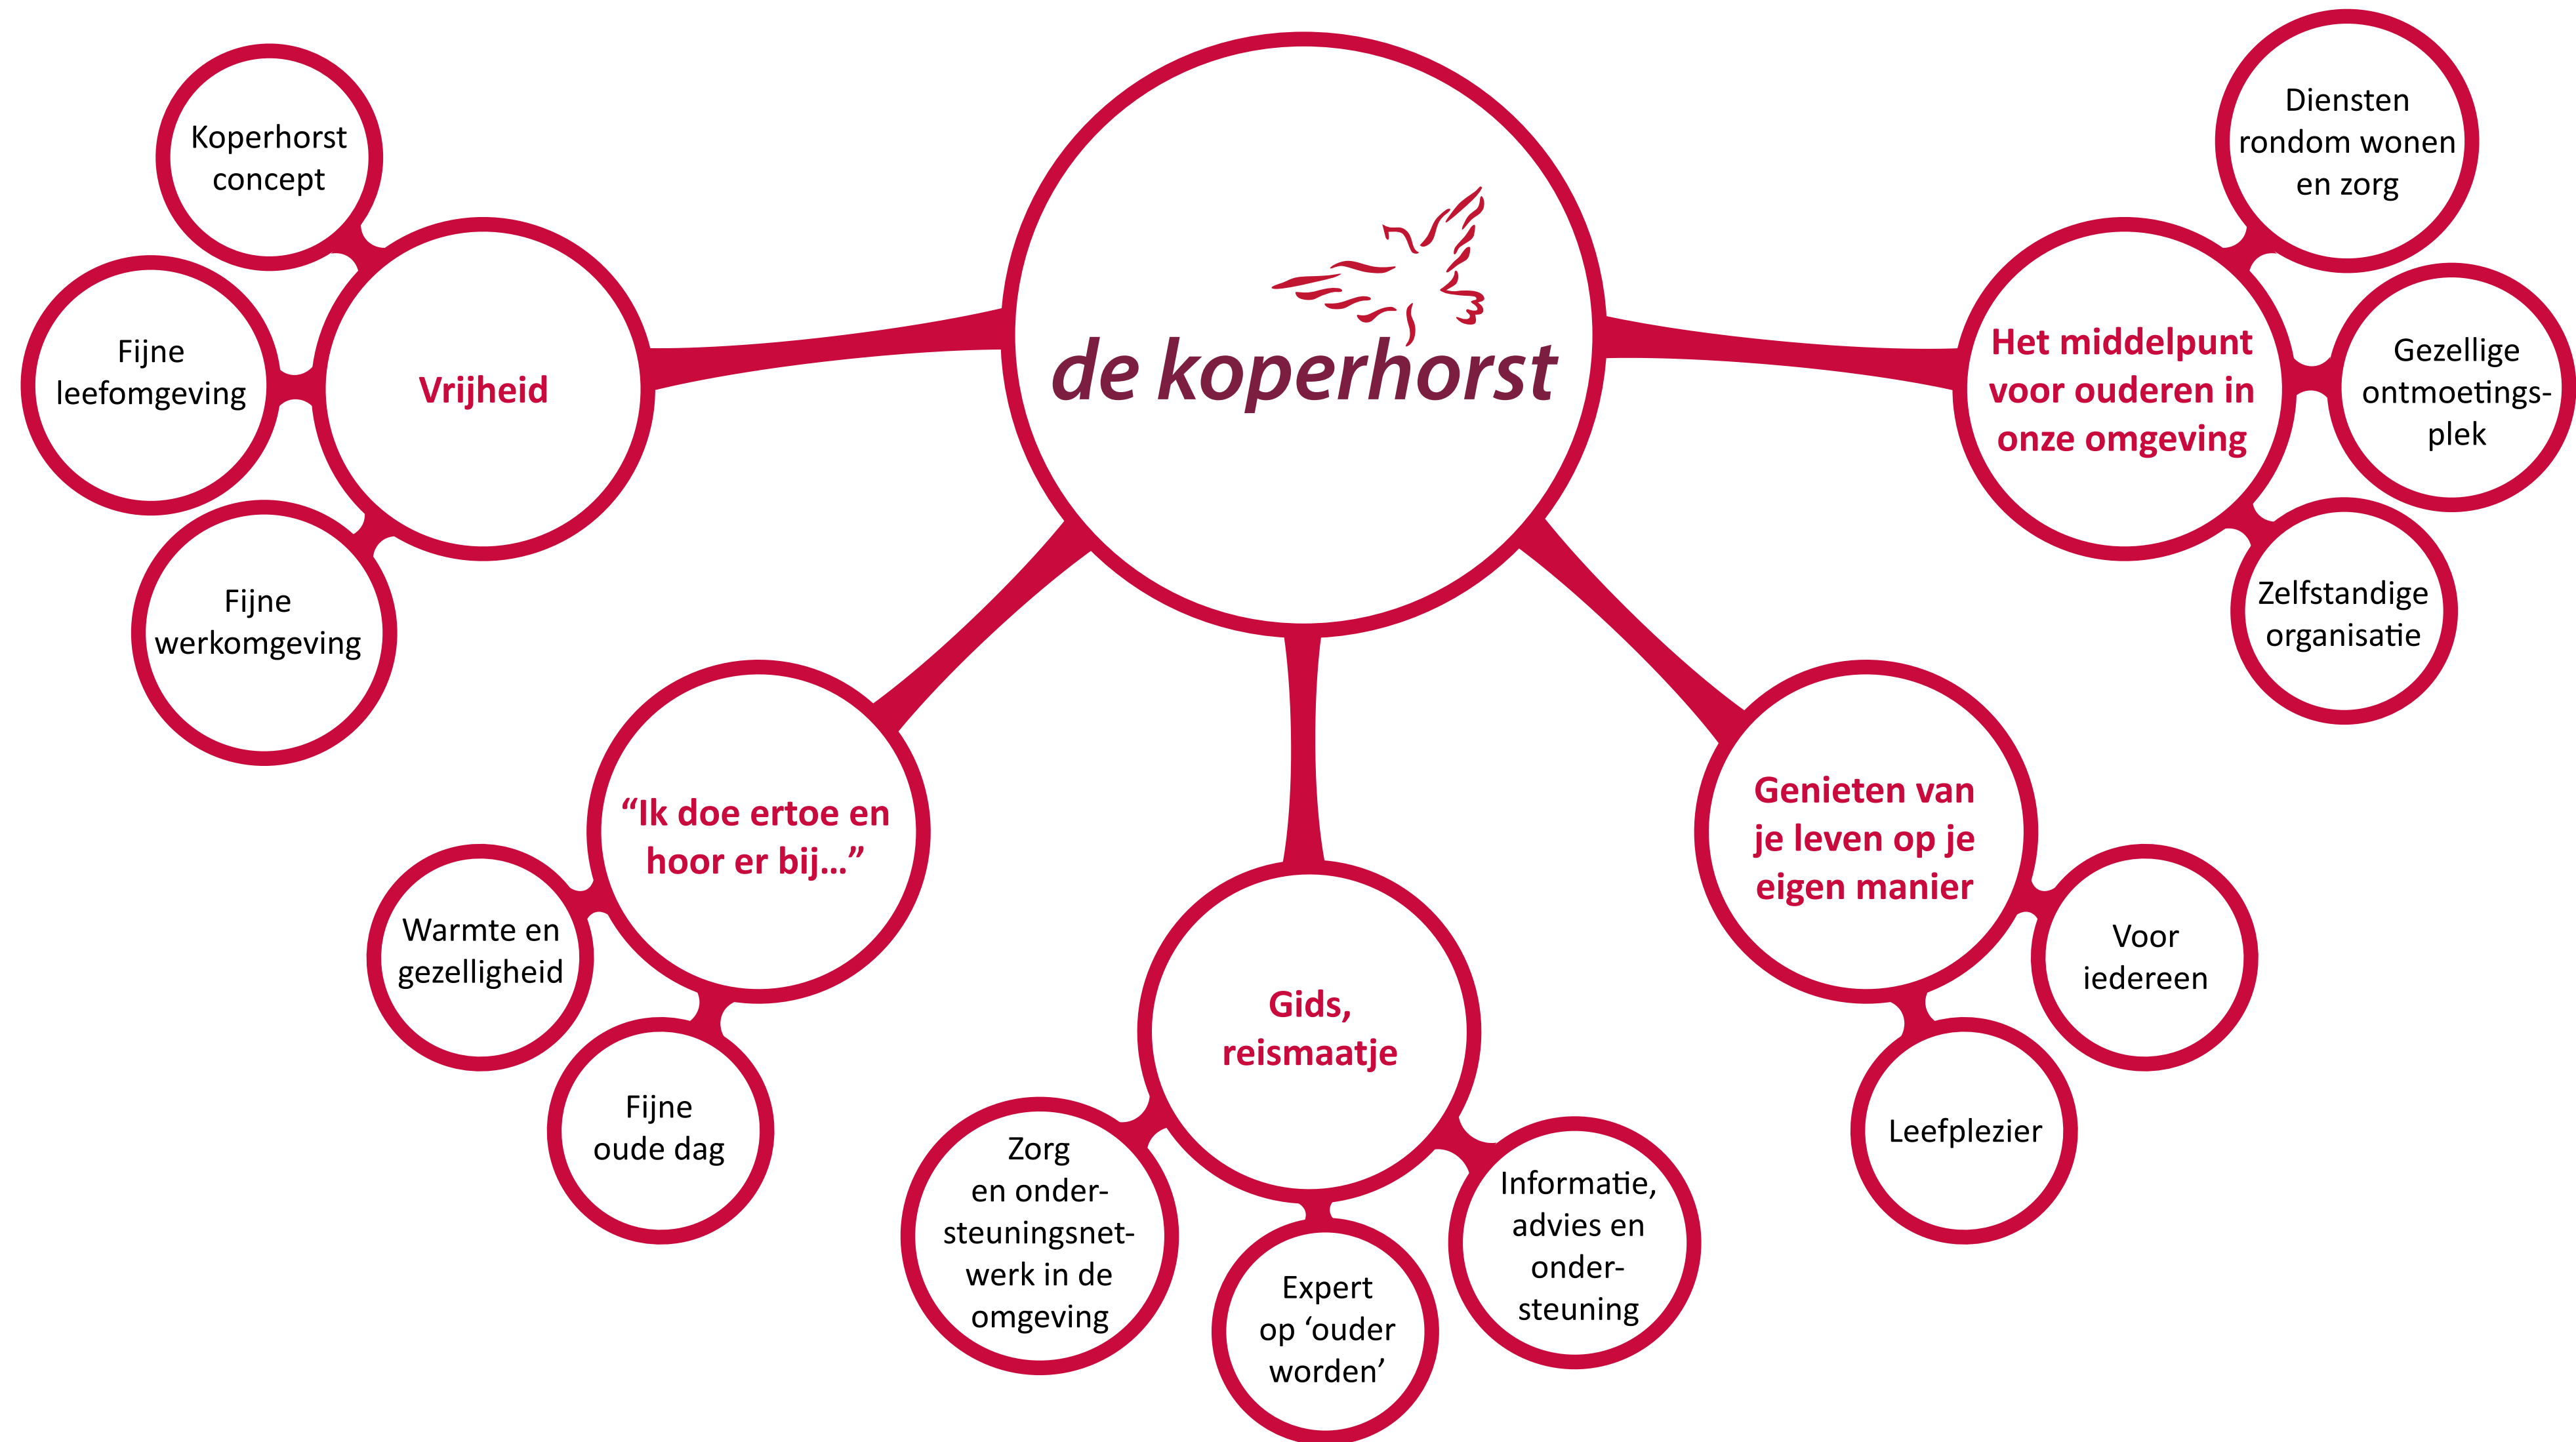 de koperhorst
Vrijheid
Koperhorst
concept
Fijne
leefomgeving
Fijne
werkomgeving
“Ik doe ertoe en
hoor er bij...”
Warmte en
gezelligheid
Fijne
oude dag
Gids,
reismaatje
Zorg
en onder-
steuningsnet-
werk in de
omgeving
Expert
op ‘ouder
worden’
Informatie,
advies en
onder-
steuning
Genieten van
je leven op je
eigen manier
Voor
iedereen
Leefplezier
Het middelpunt
voor ouderen in
onze omgeving
Diensten
rondom wonen
en zorg
Gezellige
ontmoetings-
plek
Zelfstandige
organisatie